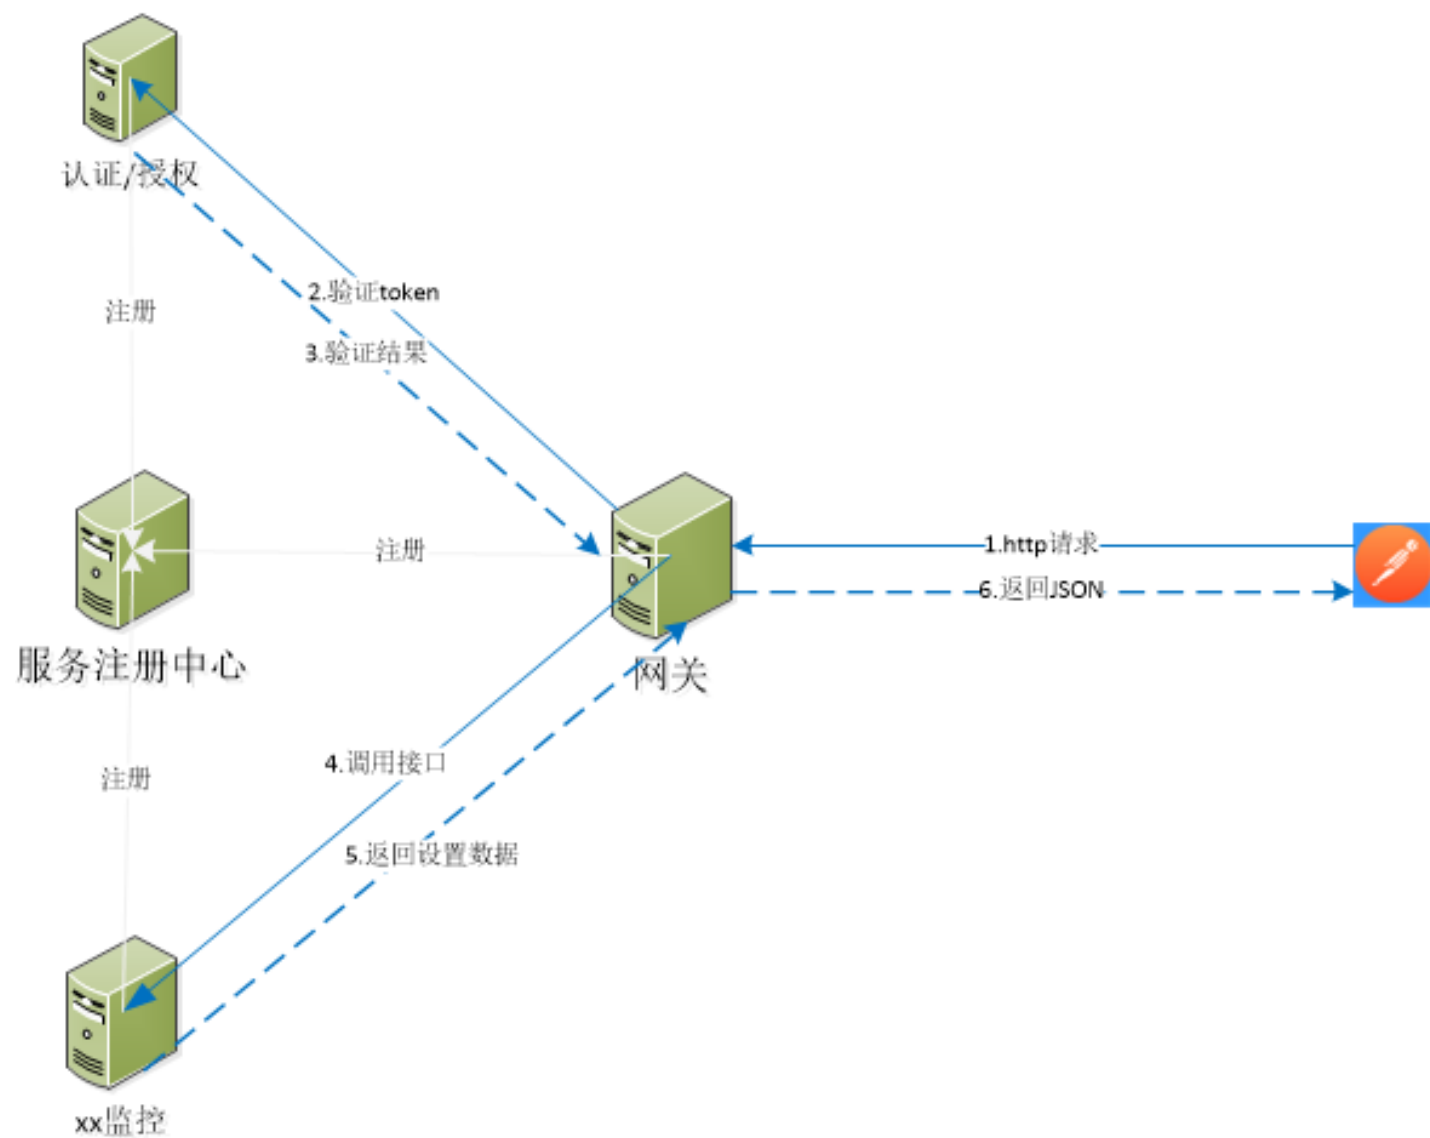 认证/授权
2.验证token
注册
3.验证结果
注册
1.http请求
6.返回JSON
服务注册中心
网关
4.调用接口
注册
5.返回设置数据
xx监控